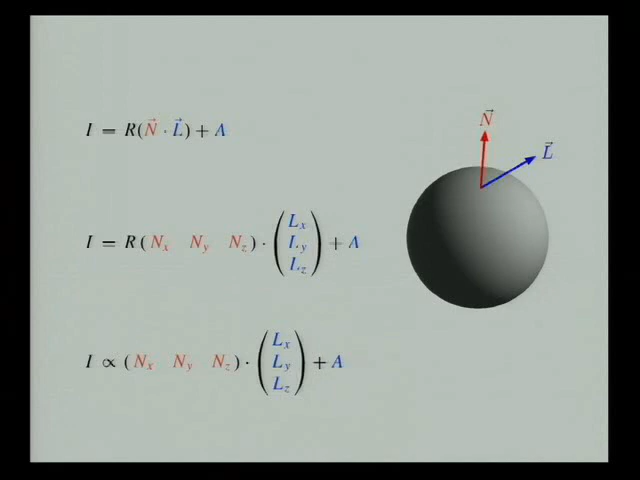 I = R(N⃗ · L⃗) + A
N⃗
L⃗
I = R ( Nx Ny Nz ) · ( Lx Ly Lz ) + A
I ∝ ( Nx Ny Nz ) · ( Lx Ly Lz ) + A